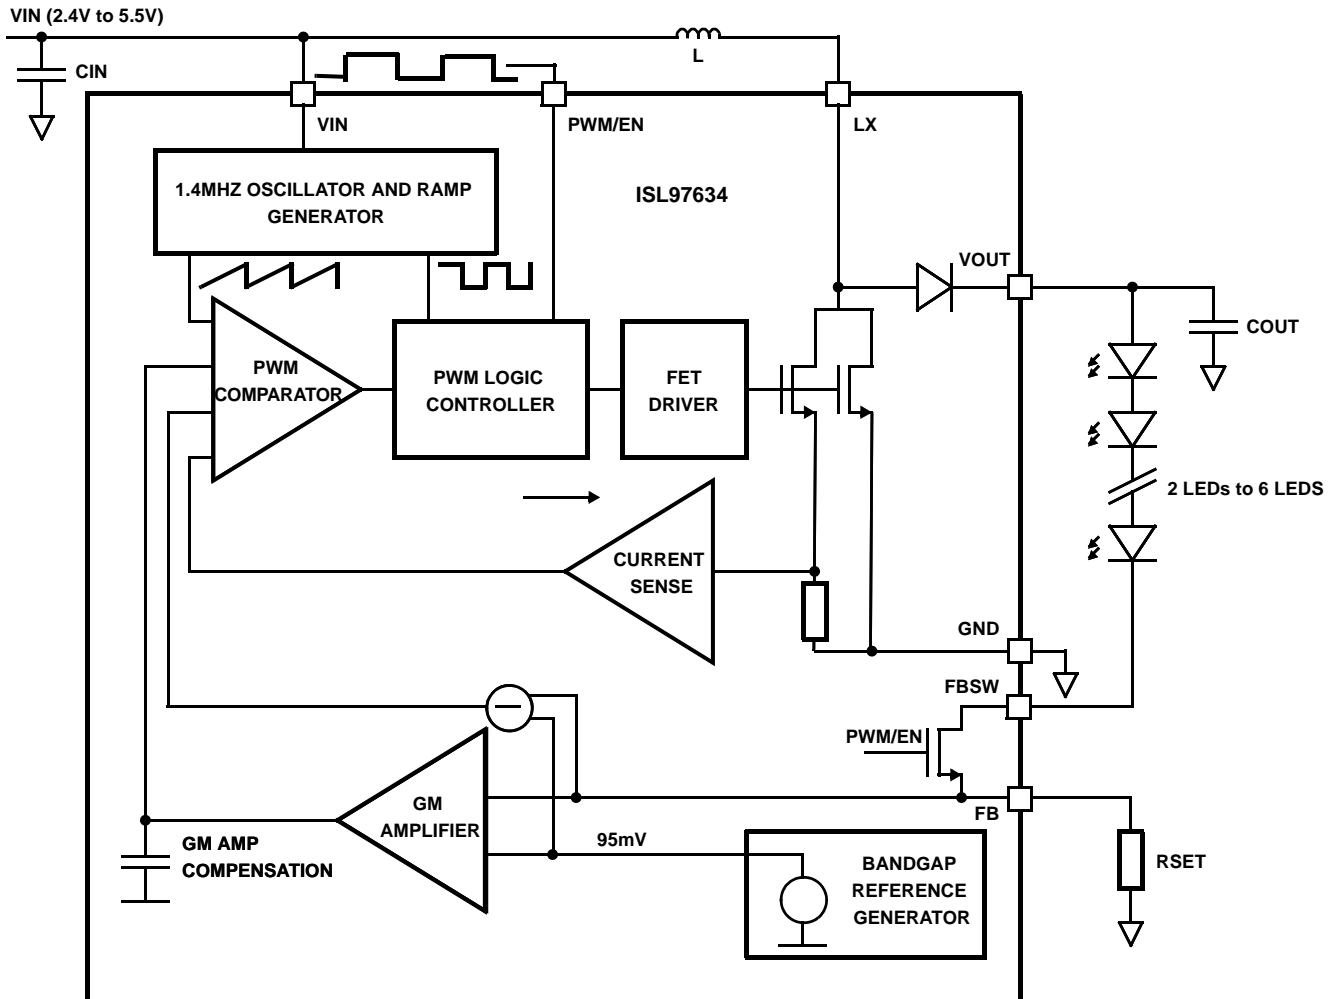 VIN (2.4V to 5.5V)
CIN
L
VIN
PWM/EN
LX
1.4MHZ OSCILLATOR AND RAMP
GENERATOR
ISL97634
VOUT
COUT
PWM
COMPARATOR
PWM LOGIC
CONTROLLER
FET
DRIVER
2 LEDs to 6 LEDS
CURRENT
SENSE
GND
FBSW
PWM/EN
FB
GM
AMPLIFIER
95mV
GM AMP
COMPENSATION
BANDGAP
REFERENCE
GENERATOR
RSET